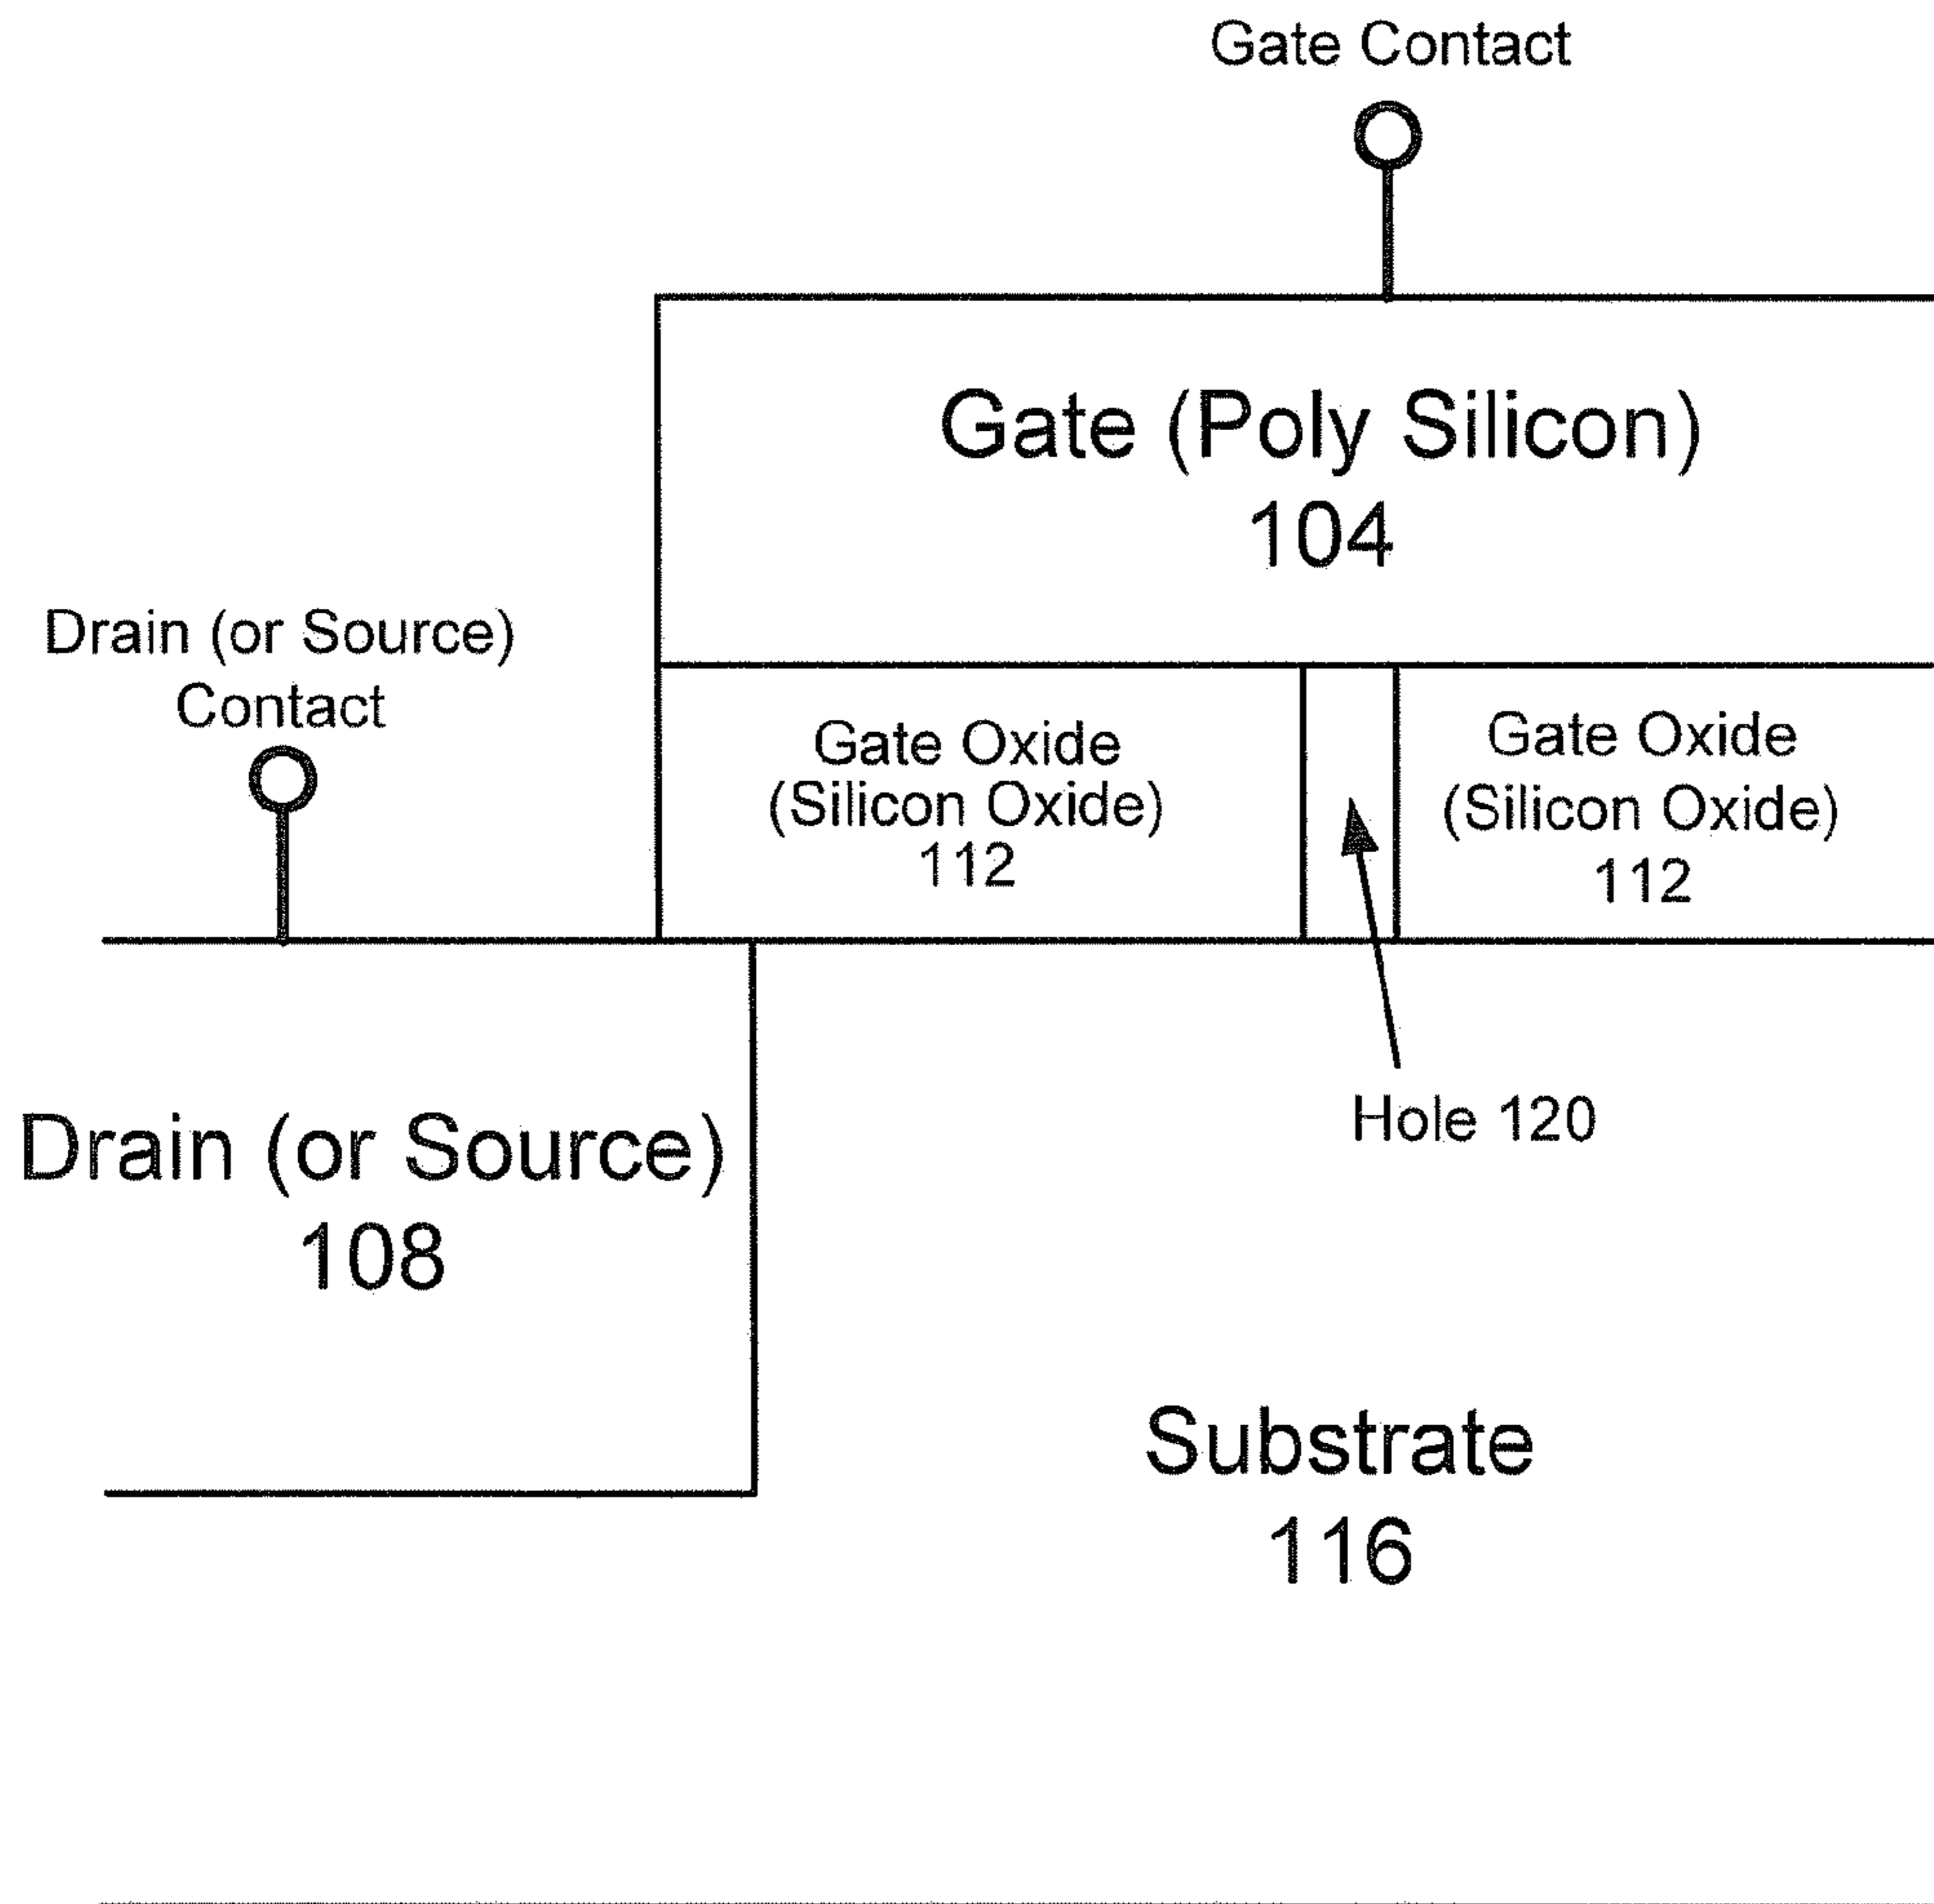 Gate Contact
Gate (Poly Silicon)
104
Drain (or Source)
Contact
Gate Oxide
(Silicon Oxide)
112
Gate Oxide
(Silicon Oxide)
112
Hole 120
Drain (or Source)
108
Substrate
116